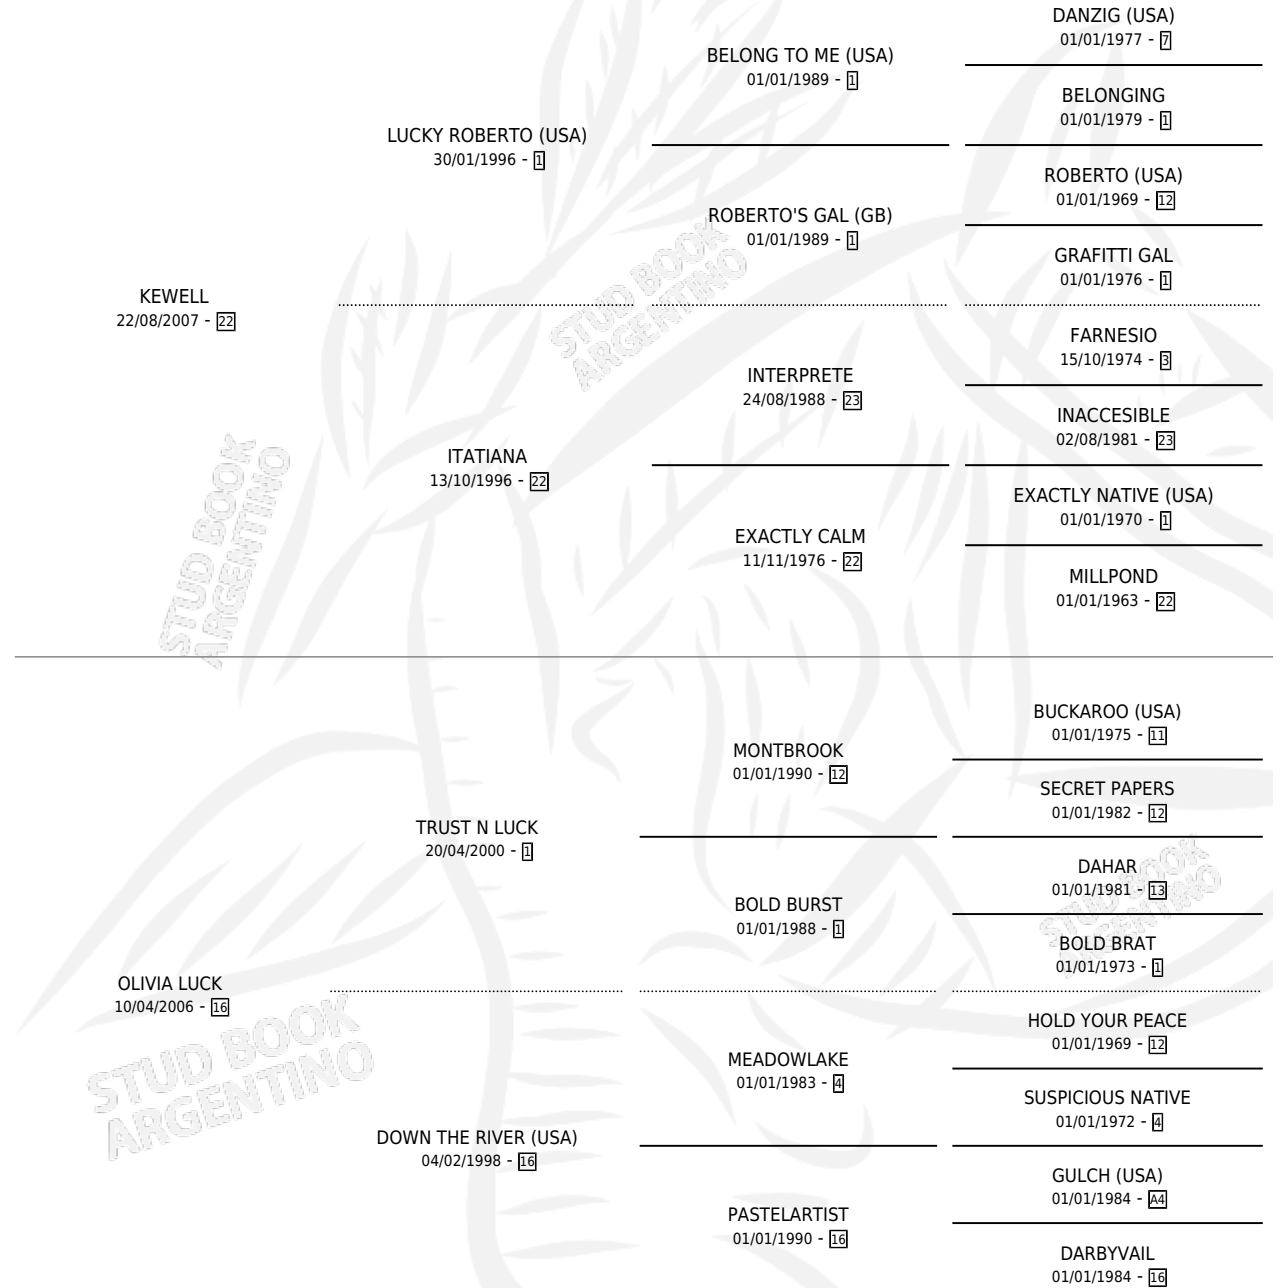 DANZIG (USA)
01/01/1977 - 7
BELONG TO ME (USA)
01/01/1989 - 1
BELONGING
01/01/1979 - 1
LUCKY ROBERTO (USA)
30/01/1996 - 1
ROBERTO (USA)
01/01/1969 - 12
ROBERTO'S GAL (GB)
01/01/1989 - 1
GRAFITTI GAL
01/01/1976 - 1
KEWELL
22/08/2007 - 22
FARNESIO
15/10/1974 - 3
INTERPRETE
24/08/1988 - 23
INACCESIBLE
02/08/1981 - 23
ITATIANA
13/10/1996 - 22
EXACTLY NATIVE (USA)
01/01/1970 - 1
EXACTLY CALM
11/11/1976 - 22
MILLPOND
01/01/1963 - 22
STUD BOOK
ARGENTINO
STUD BOOK
ARGENTINO
BUCKAROO (USA)
01/01/1975 - 11
MONTBROOK
01/01/1990 - 12
SECRET PAPERS
01/01/1982 - 12
TRUST N LUCK
20/04/2000 - 1
DAHAR
01/01/1981 - 13
BOLD BURST
01/01/1988 - 1
BOLD BRAT
01/01/1973 - 1
STUD BOOK
ARGENTINO
OLIVIA LUCK
10/04/2006 - 16
HOLD YOUR PEACE
01/01/1969 - 12
MEADOWLAKE
01/01/1983 - 4
SUSPICIOUS NATIVE
01/01/1972 - 4
STUD BOOK
ARGENTINO
DOWN THE RIVER (USA)
04/02/1998 - 16
GULCH (USA)
01/01/1984 - A4
PASTELARTIST
01/01/1990 - 16
DARBYVAIL
01/01/1984 - 16